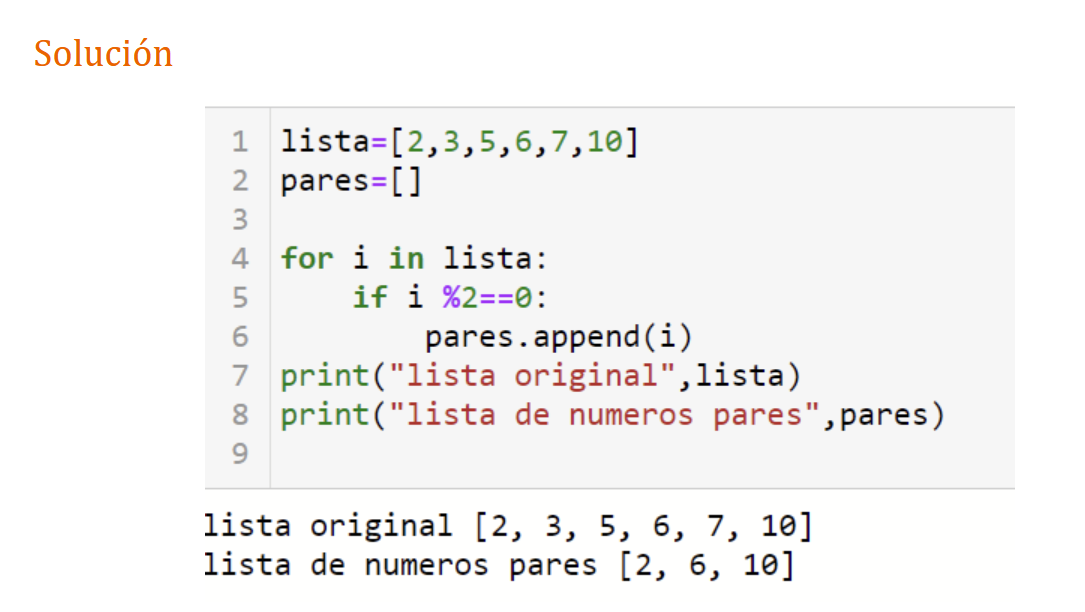 Solución
1 lista=[2,3,5,6,7,10]
2 pares=[]
3
4 for i in lista:
5     if i %2==0:
6         pares.append(i)
7 print("lista original",lista)
8 print("lista de numeros pares",pares)
9
lista original [2, 3, 5, 6, 7, 10]
lista de numeros pares [2, 6, 10]